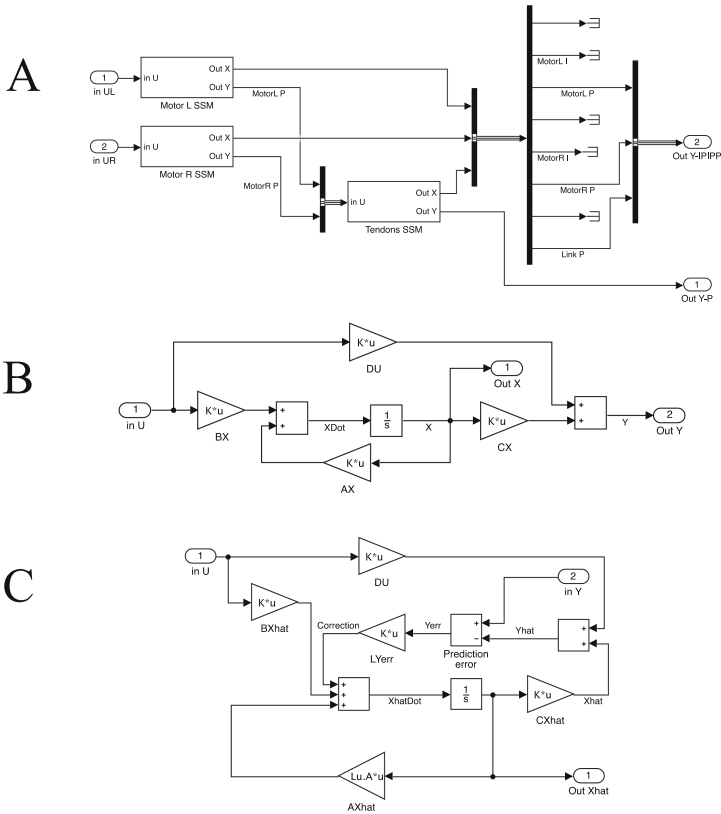 A
1
in UL
in U
Out X
Out Y
Motor L SSM
MotorL P
2
in UR
in U
Out X
Out Y
Motor R SSM
MotorR P
in U
Out X
Out Y
Tendons SSM
MotorL I
MotorL P
MotorR I
MotorR P
Link P
2
Out Y-IPIPP
1
Out Y-P
B
K*u
DU
1
in U
K*u
BX
+
+
XDot
1
s
X
1
Out X
K*u
CX
+
+
Y
2
Out Y
K*u
AX
C
1
in U
K*u
DU
2
in Y
K*u
BXhat
Correction
K*u
LYerr
Yerr
+
−
Prediction
error
Yhat
+
+
+
+
+
XhatDot
1
s
K*u
CXhat
Xhat
Lu.A*u
AXhat
1
Out Xhat